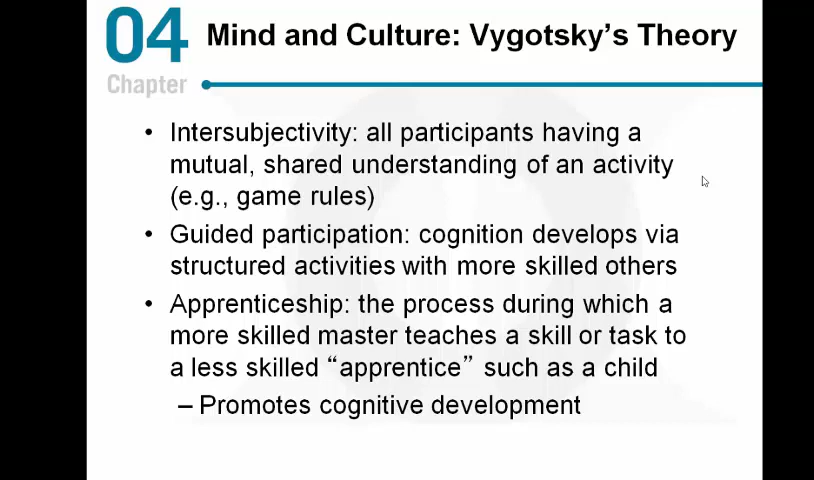 04
Chapter
Mind and Culture: Vygotsky’s Theory
• Intersubjectivity: all participants having a
mutual, shared understanding of an activity
(e.g., game rules)
• Guided participation: cognition develops via
structured activities with more skilled others
• Apprenticeship: the process during which a
more skilled master teaches a skill or task to
a less skilled “apprentice” such as a child
– Promotes cognitive development